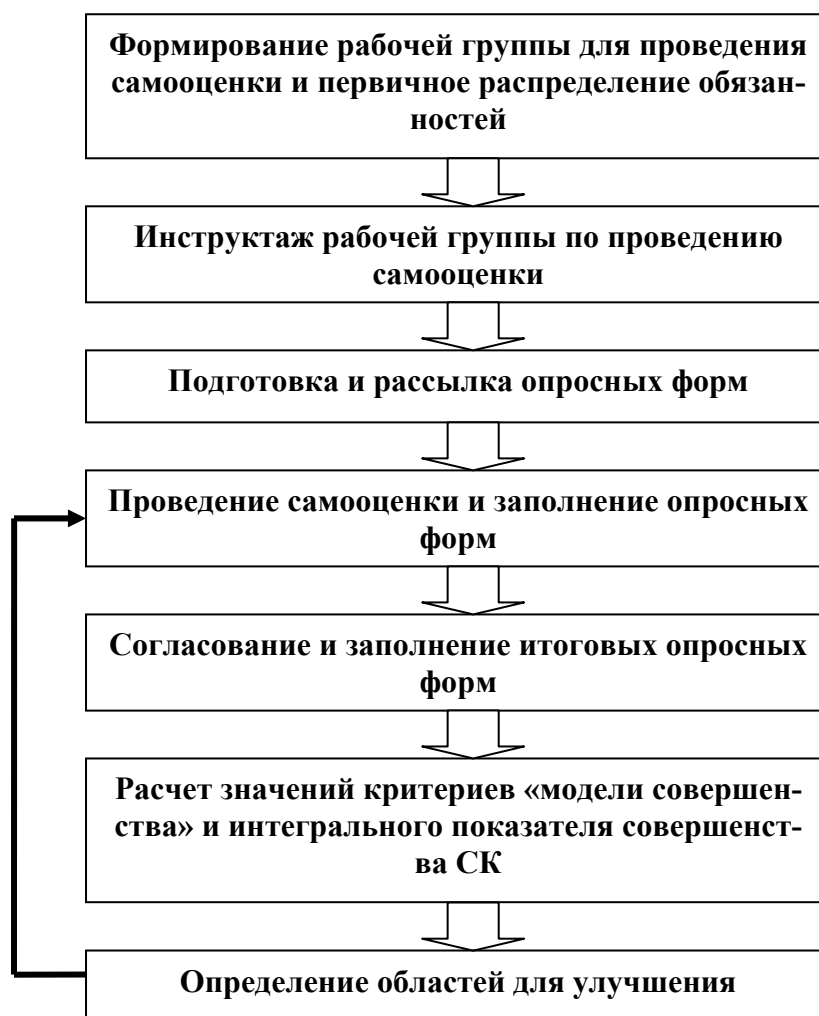 Формирование рабочей группы для проведения
самооценки и первичное распределение обязан-
ностей
Инструктаж рабочей группы по проведению
самооценки
Подготовка и рассылка опросных форм
Проведение самооценки и заполнение опросных
форм
Согласование и заполнение итоговых опросных
форм
Расчет значений критериев «модели совершен-
ства» и интегрального показателя совершенст-
ва СК
Определение областей для улучшения